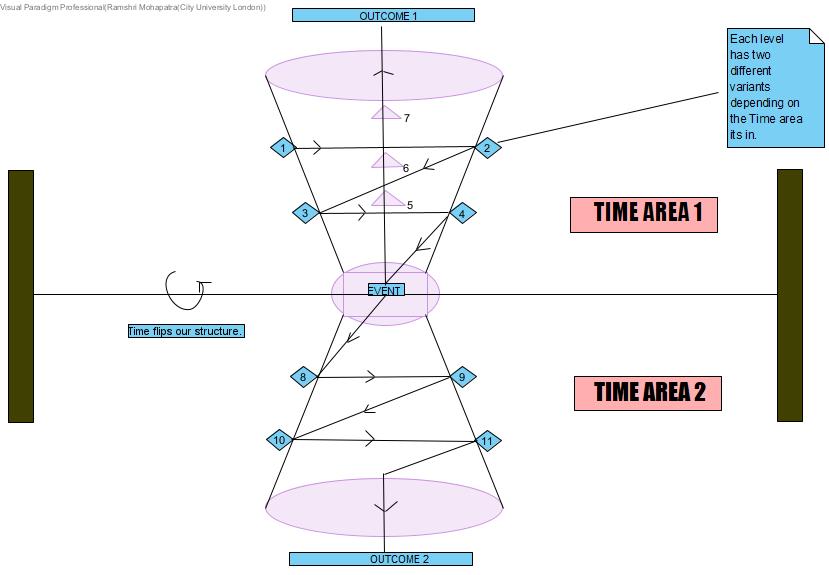 Visual Paradigm Professional(Ramshri Mohapatra(City University London))
OUTCOME 1
Each level
has two
different
variants
depending on
the Time area
its in.
7
1
2
6
5
3
4
TIME AREA 1
EVENT
Time flips our structure.
8
9
TIME AREA 2
10
11
OUTCOME 2